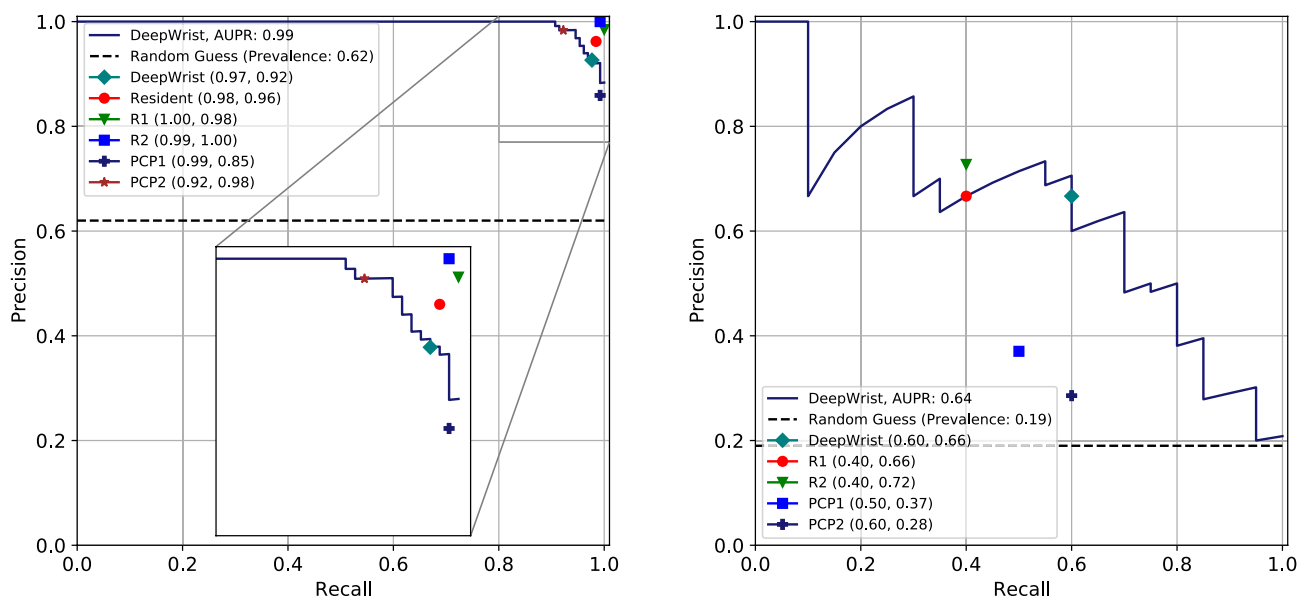 1.0
0.8
0.6
0.4
0.2
0.0
Precision
DeepWrist, AUPR: 0.99
Random Guess (Prevalence: 0.62)
DeepWrist (0.97, 0.92)
Resident (0.98, 0.96)
R1 (1.00, 0.98)
R2 (0.99, 1.00)
PCP1 (0.99, 0.85)
PCP2 (0.92, 0.98)
0.0 0.2 0.4 0.6 0.8 1.0
Recall
1.0
0.8
0.6
0.4
0.2
0.0
Precision
DeepWrist, AUPR: 0.64
Random Guess (Prevalence: 0.19)
DeepWrist (0.60, 0.66)
R1 (0.40, 0.66)
R2 (0.40, 0.72)
PCP1 (0.50, 0.37)
PCP2 (0.60, 0.28)
0.0 0.2 0.4 0.6 0.8 1.0
Recall